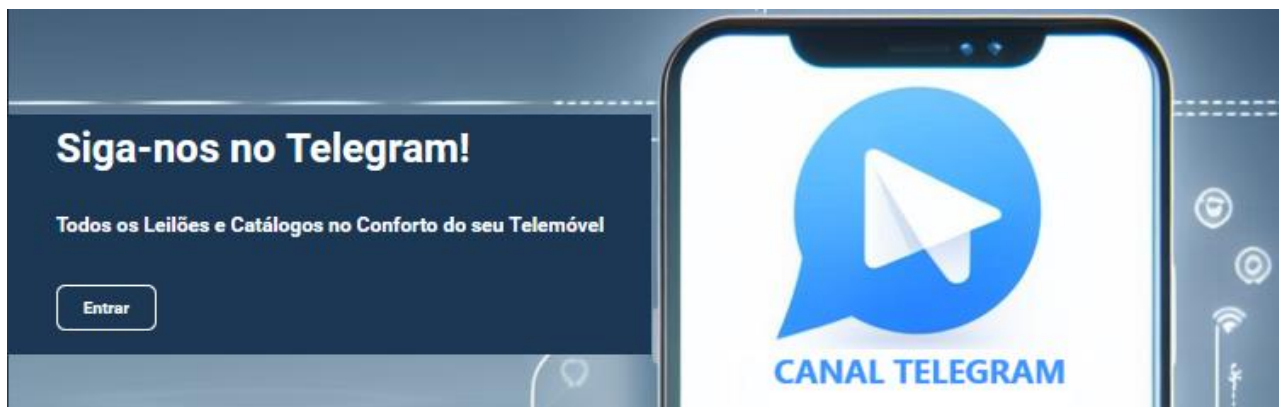 Siga-nos no Telegram!
Todos os Leilões e Catálogos no Conforto do seu Telemóvel
Entrar
CANAL TELEGRAM